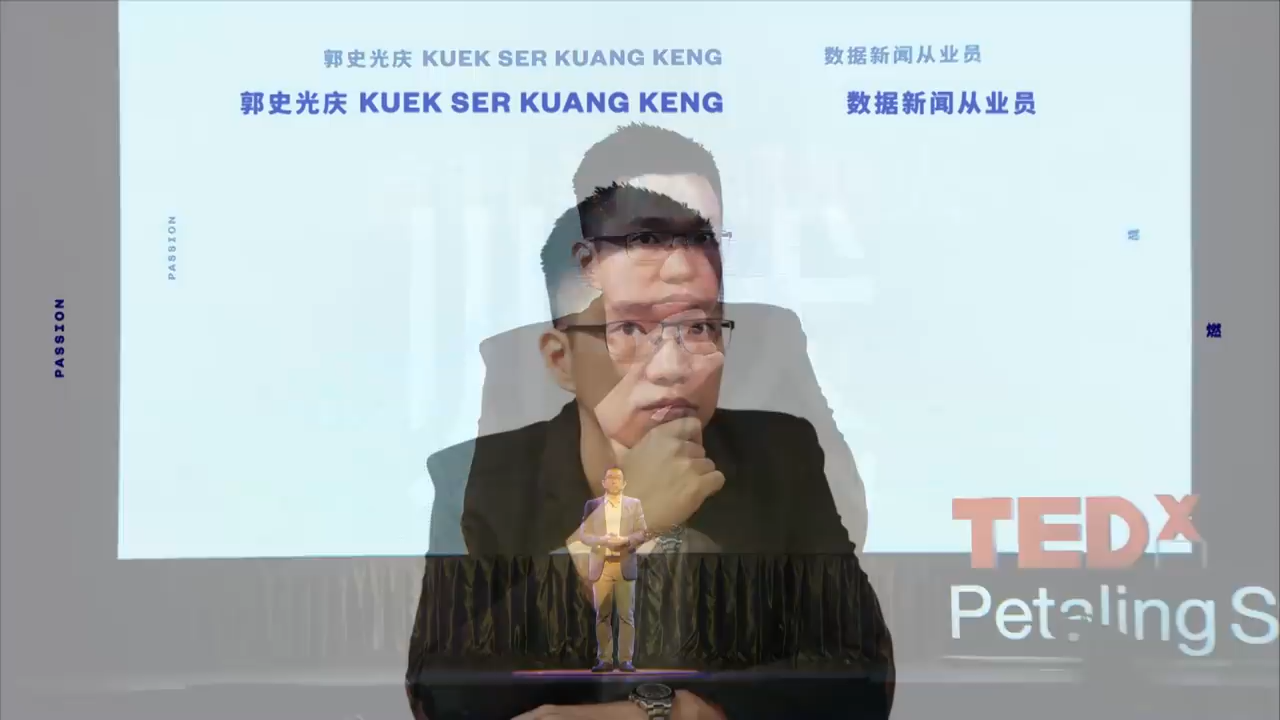 郭史光庆 KUEK SER KUANG KENG
数据新闻从业员
郭史光庆 KUEK SER KUANG KENG
数据新闻从业员
PASSION
PASSION
燃
TEDx
Petaling S